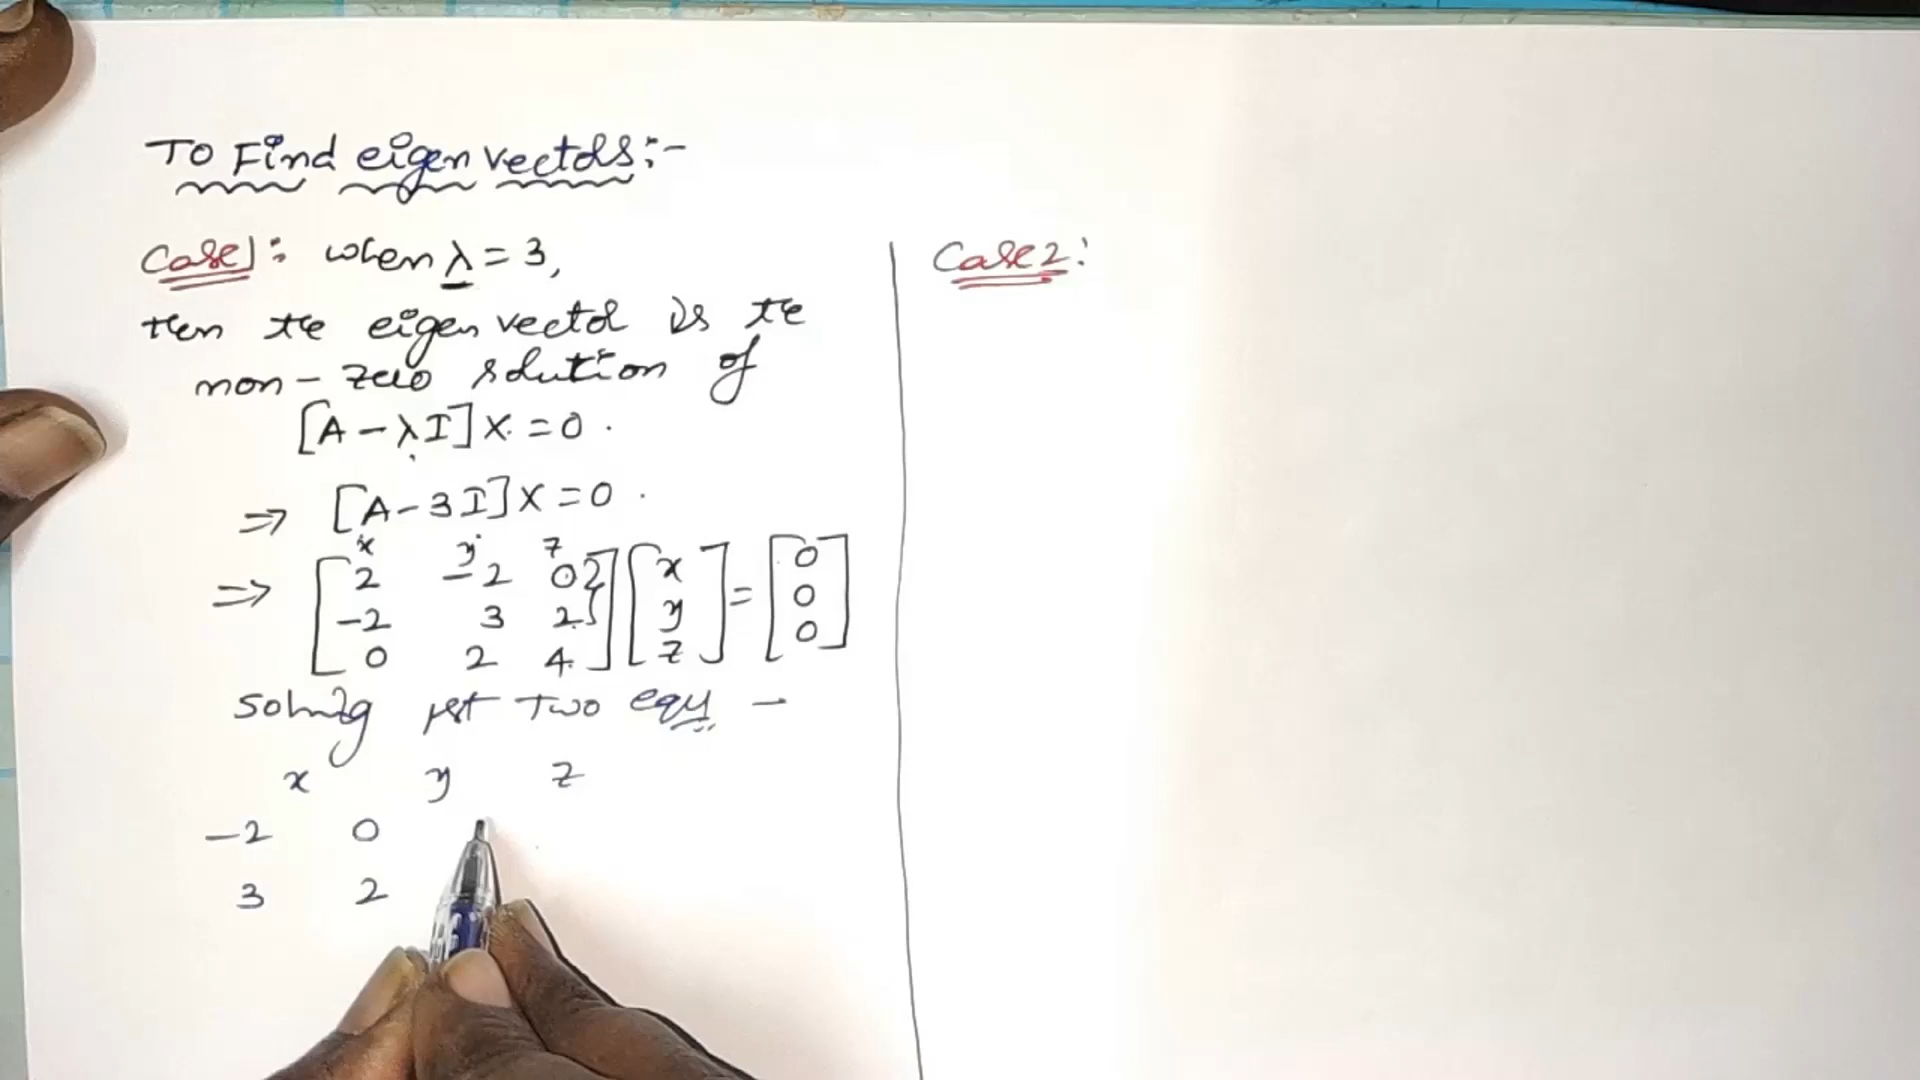 To Find eigen vectors:-
Case1: when λ = 3,
then the eigen vector is the
non-zero solution of
[A - λI]X = 0.
⇒ [A - 3I]X = 0.
x y z
⇒ [2 -2 0] [x] = [0]
[-2 3 2] [y] [0]
[0 2 4] [z] [0]
Solving first two equ -
x y z
-2 0
3 2
Case2: